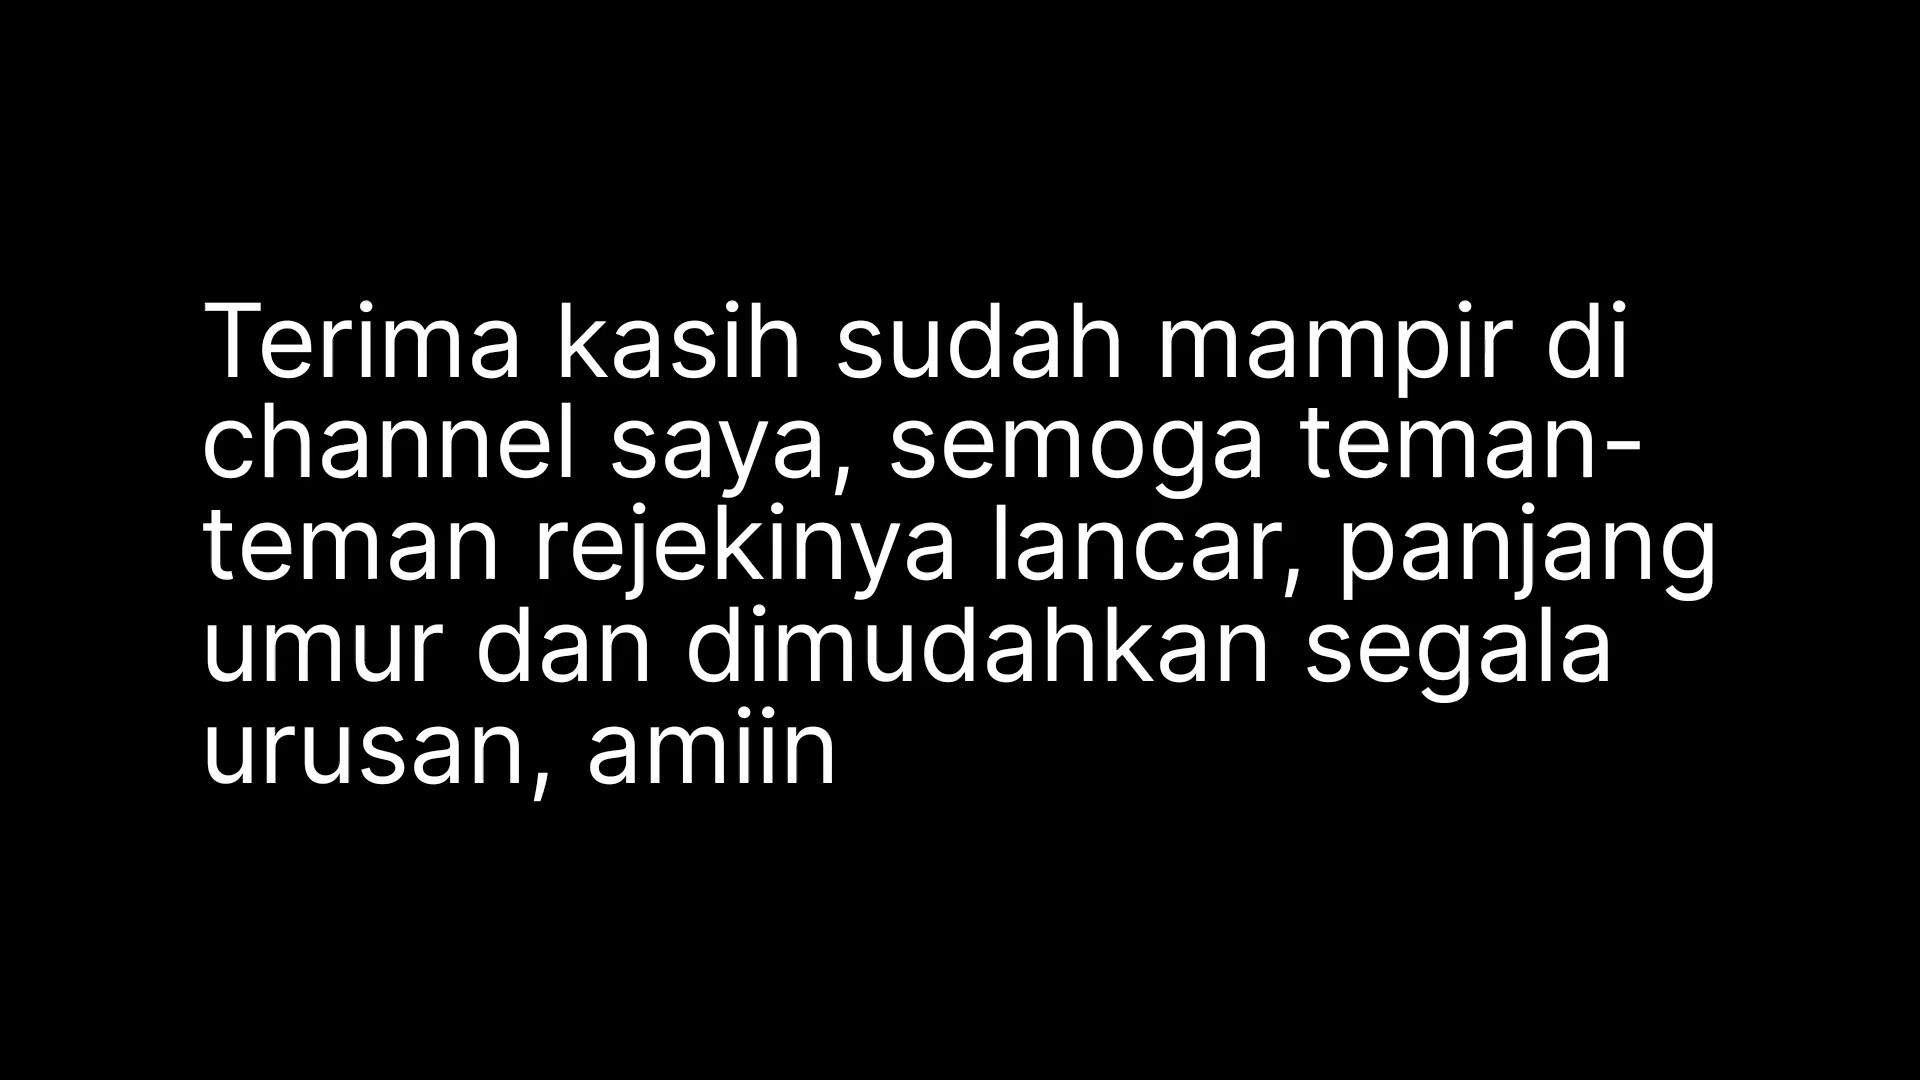 Terima kasih sudah mampir di
channel saya, semoga teman-
teman rejekinya lancar, panjang
umur dan dimudahkan segala
urusan, amiin